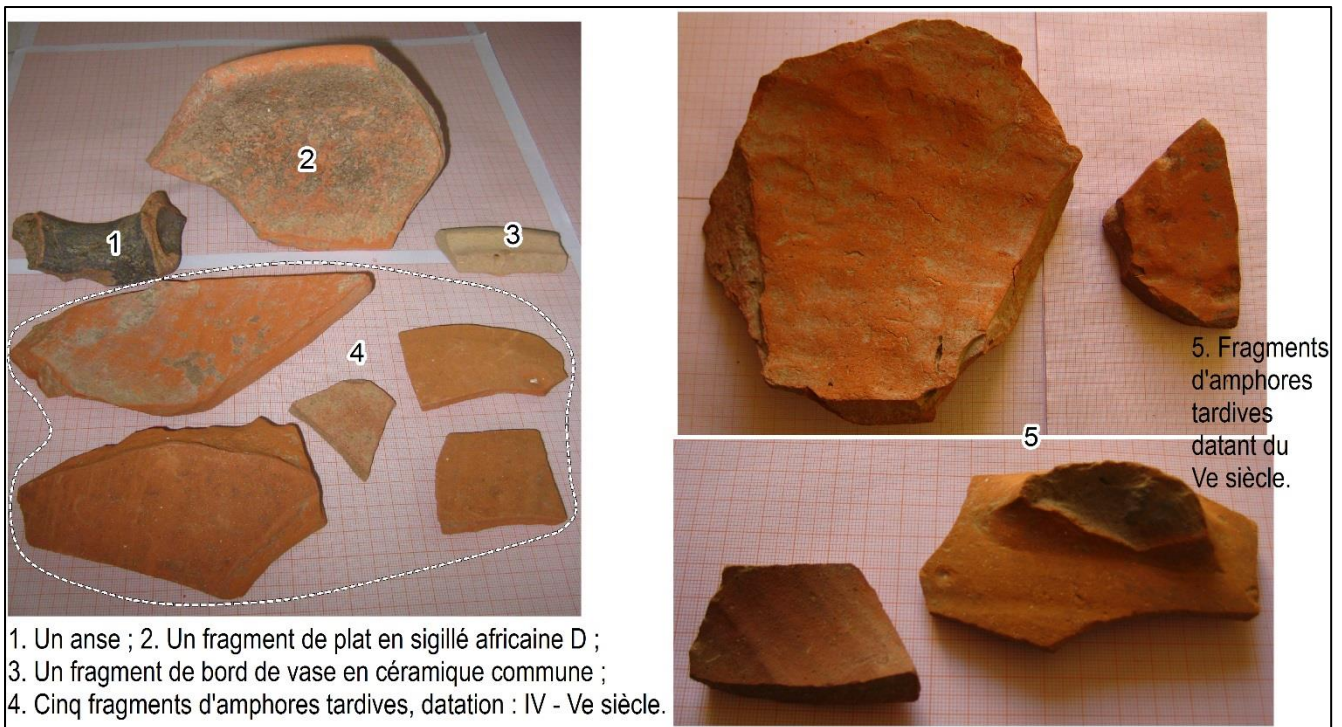 2
1
3
4
5
5. Fragments
d'amphores
tardives
datant du
Ve siècle.
1. Un anse ; 2. Un fragment de plat en sigillé africaine D ;
3. Un fragment de bord de vase en céramique commune ;
4. Cinq fragments d'amphores tardives, datation : IV - Ve siècle.